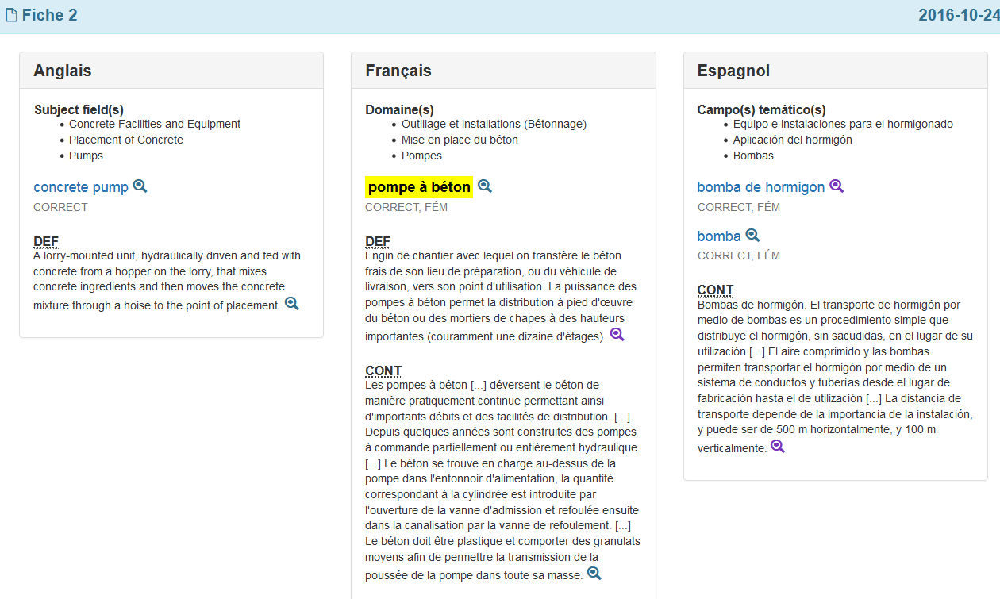 Fiche 2
2016-10-24
Anglais
Subject field(s)
• Concrete Facilities and Equipment
• Placement of Concrete
• Pumps
concrete pump
CORRECT
DEF
A lorry-mounted unit, hydraulically driven and fed with
concrete from a hopper on the lorry, that mixes
concrete ingredients and then moves the concrete
mixture through a hoise to the point of placement.
Français
Domaine(s)
• Outillage et installations (Bétonnage)
• Mise en place du béton
• Pompes
pompe à béton
CORRECT, FÉM
DEF
Engin de chantier avec lequel on transfère le béton
frais de son lieu de préparation, ou du véhicule de
livraison, vers son point d'utilisation. La puissance des
pompes à béton permet la distribution à pied d'œuvre
du béton ou des mortiers de chapes à des hauteurs
importantes (couramment une dizaine d'étages).
CONT
Les pompes à béton [...] déversent le béton de
manière pratiquement continue permettant ainsi
d'importants débits et des facilités de distribution. [...]
Depuis quelques années sont construites des pompes
à commande partiellement ou entièrement hydraulique.
[...] Le béton se trouve en charge au-dessus de la
pompe dans l'entonnoir d'alimentation, la quantité
correspondant à la cylindrée est introduite par
l'ouverture de la vanne d'admission et refoulée ensuite
dans la canalisation par la vanne de refoulement. [...]
Le béton doit être plastique et comporter des granulats
moyens afin de permettre la transmission de la
poussée de la pompe dans toute sa masse.
Espagnol
Campo(s) temático(s)
• Equipo e instalaciones para el hormigonado
• Aplicación del hormigón
• Bombas
bomba de hormigón
CORRECT, FÉM
bomba
CORRECT, FÉM
CONT
Bombas de hormigón. El transporte de hormigón por
medio de bombas es un procedimiento simple que
distribuye el hormigón, sin sacudidas, en el lugar de su
utilización [...] El aire comprimido y las bombas
permiten transportar el hormigón por medio de un
sistema de conductos y tuberías desde el lugar de
fabricación hasta el de utilización [...] La distancia de
transporte depende de la importancia de la instalación,
y puede ser de 500 m horizontalmente, y 100 m
verticalmente.